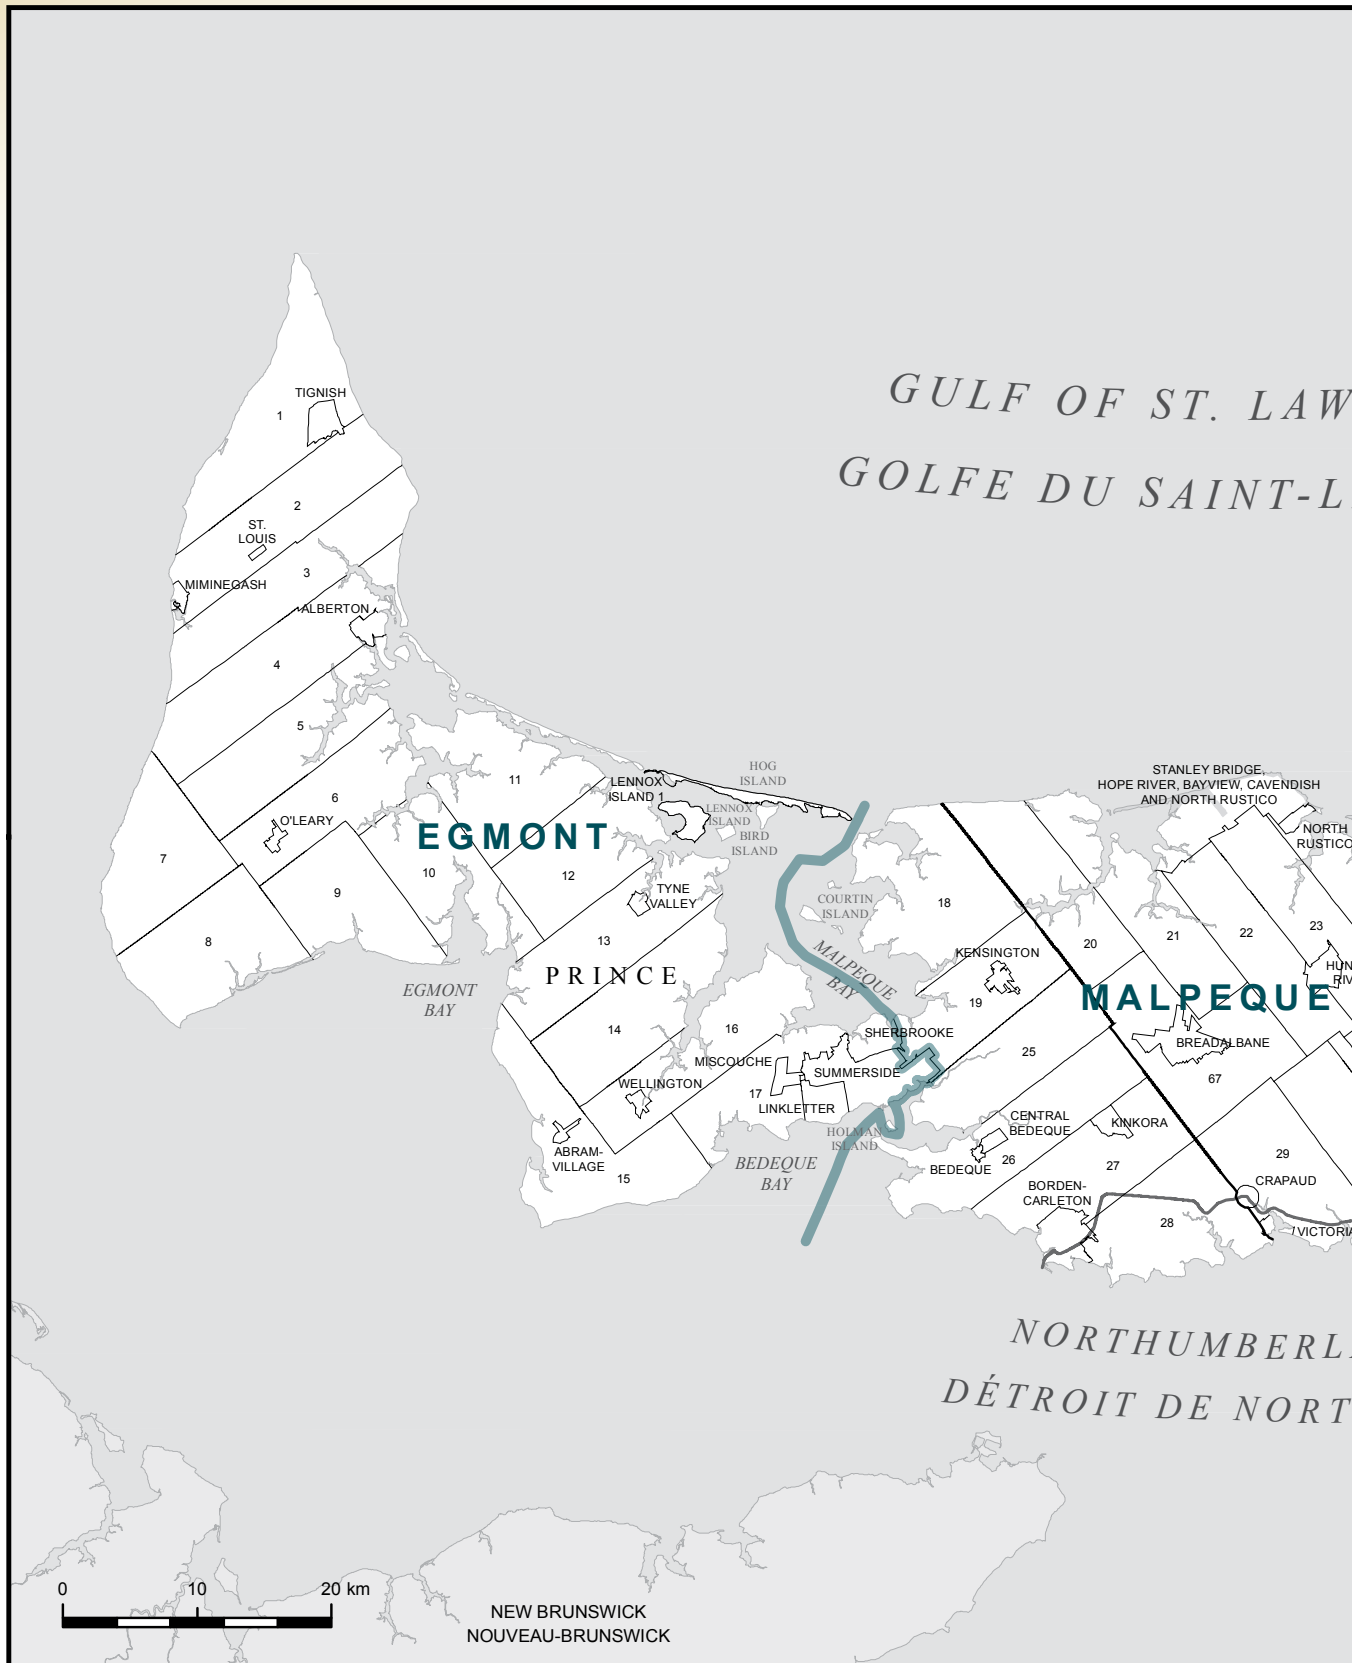 GULF OF ST. LAW
GOLFE DU SAINT-L
TIGNISH
1
2
ST.
LOUIS
3
MIMINEGASH
ALBERTON
4
5
6
O'LEARY
7
8
9
10
11
EGMONT
12
LENNOX
ISLAND 1
HOG
ISLAND
LENNOX
ISLAND
BIRD
ISLAND
TYNE
VALLEY
13
PRINCE
EGMONT
BAY
14
16
MISCOUCHE
WELLINGTON
17
LINKLETTER
SUMMERSIDE
SHERBROOKE
ABRAM-
VILLAGE
15
BEDEQUE
BAY
HOLMAN
ISLAND
COURTIN
ISLAND
MALPEQUE
BAY
18
KENSINGTON
19
20
21
22
23
STANLEY BRIDGE,
HOPE RIVER, BAYVIEW, CAVENDISH
AND NORTH RUSTICO
NORTH
RUSTICO
HUN
RIV
MALPEQUE
BREADALBANE
25
67
CENTRAL
BEDEQUE
KINKORA
BEDEQUE
26
27
BORDEN-
CARLETON
28
29
CRAPAUD
VICTORIA
NORTHUMBERL
DÉTROIT DE NORT
0 10 20 km
NEW BRUNSWICK
NOUVEAU-BRUNSWICK